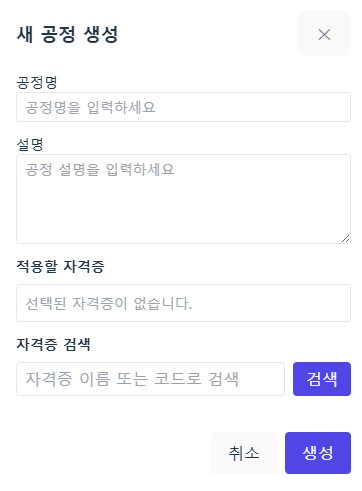 새 공정 생성
공정명
공정명을 입력하세요
설명
공정 설명을 입력하세요
적용할 자격증
선택된 자격증이 없습니다.
자격증 검색
자격증 이름 또는 코드로 검색 검색
취소 생성